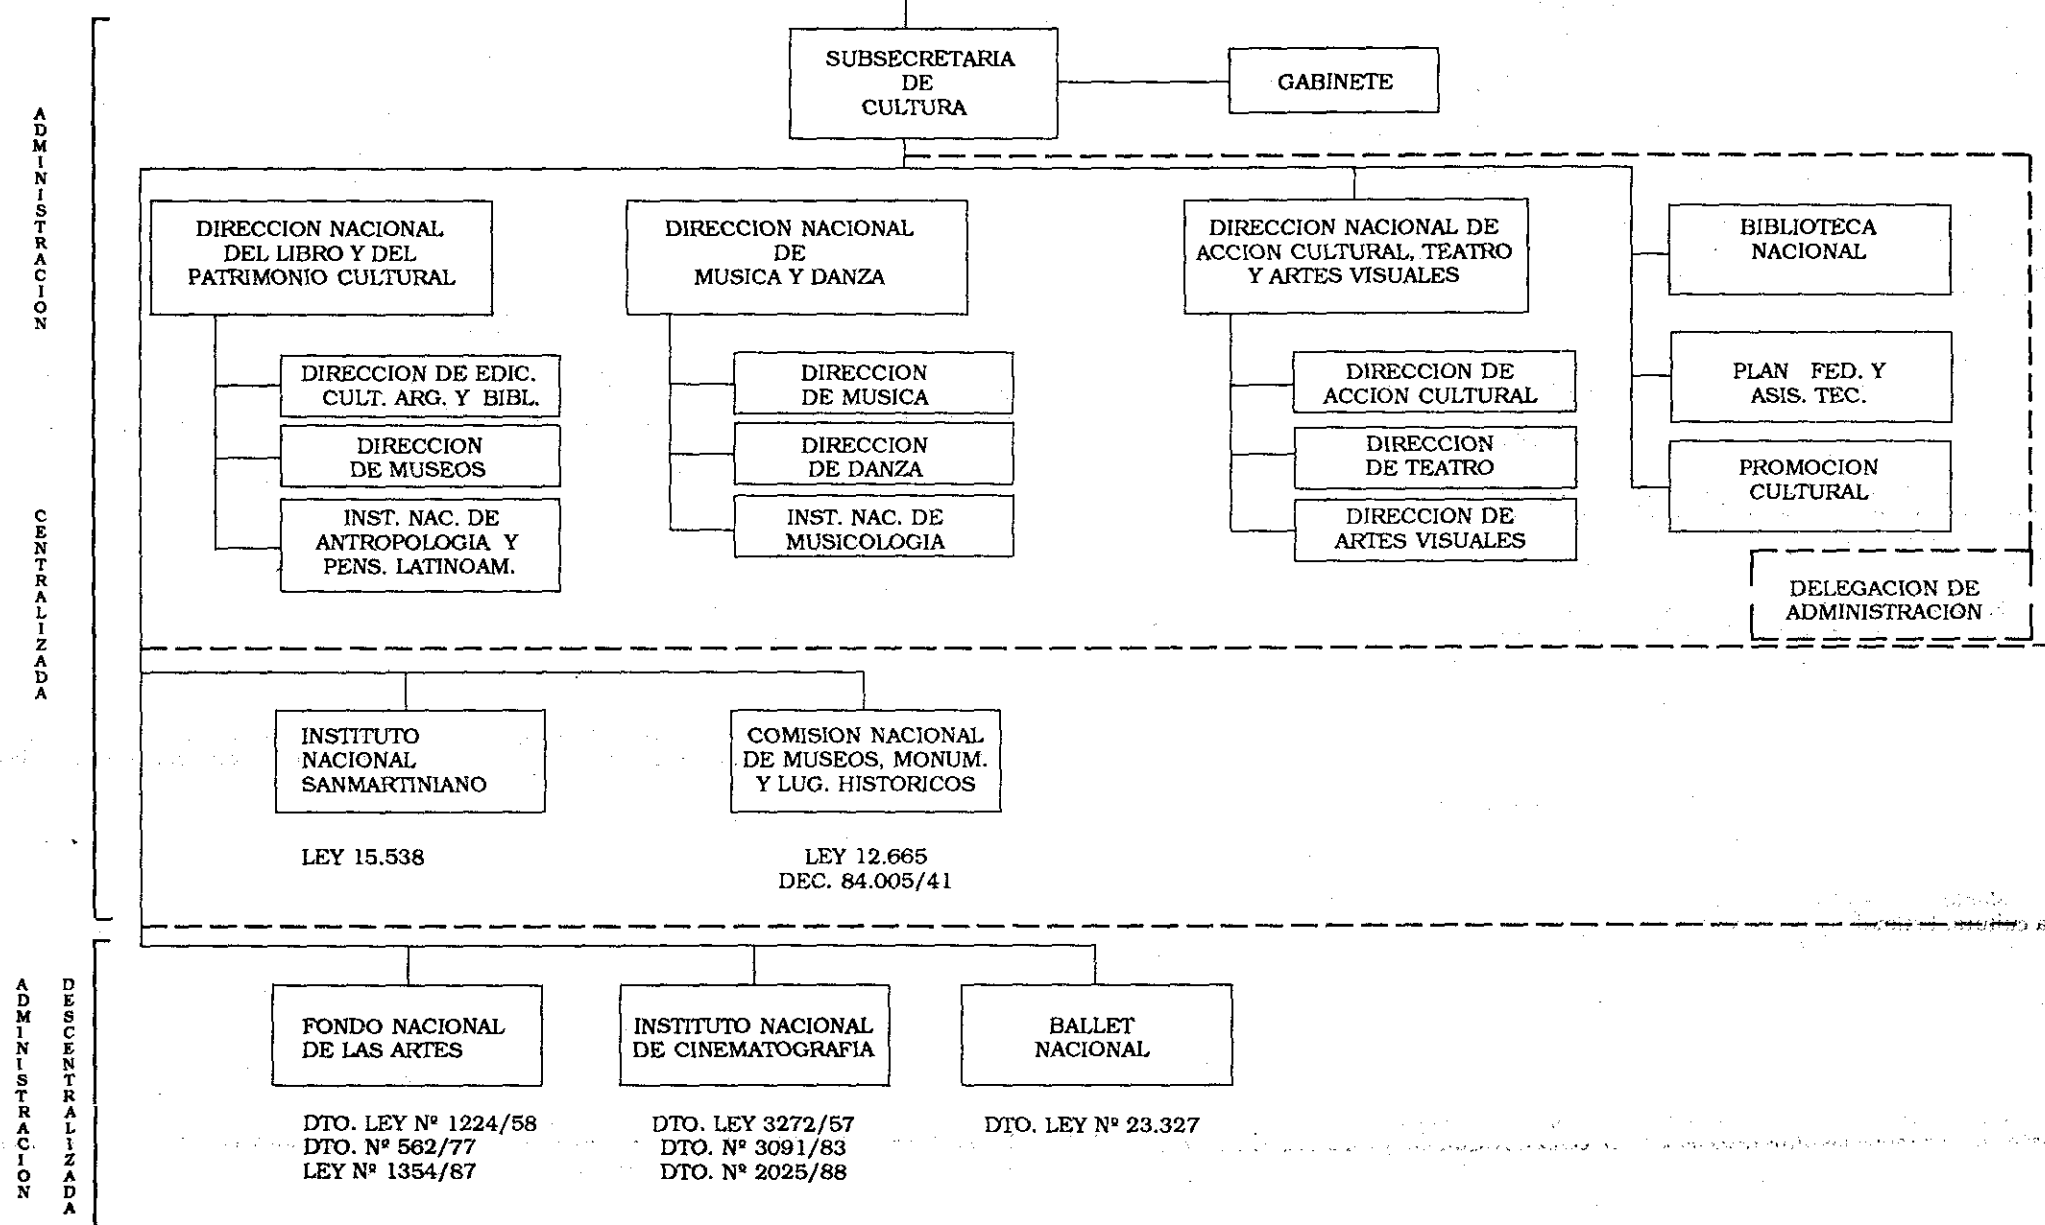 SUBSECRETARIA
DE
CULTURA
GABINETE
ADMINISTRACION
CENTRALIZADA
DIRECCION NACIONAL
DEL LIBRO Y DEL
PATRIMONIO CULTURAL
DIRECCION DE EDIC.
CULT. ARG. Y BIBL.
DIRECCION
DE MUSEOS
INST. NAC. DE
ANTROPOLOGIA Y
PENS. LATINOAM.
DIRECCION NACIONAL
DE
MUSICA Y DANZA
DIRECCION
DE MUSICA
DIRECCION
DE DANZA
INST. NAC. DE
MUSICOLOGIA
DIRECCION NACIONAL DE
ACCION CULTURAL, TEATRO
Y ARTES VISUALES
DIRECCION DE
ACCION CULTURAL
DIRECCION
DE TEATRO
DIRECCION DE
ARTES VISUALES
BIBLIOTECA
NACIONAL
PLAN FED. Y
ASIS. TEC.
PROMOCION
CULTURAL
DELEGACION DE
ADMINISTRACION
INSTITUTO
NACIONAL
SANMARTINIANO
LEY 15.538
COMISION NACIONAL
DE MUSEOS, MONUM.
Y LUG. HISTORICOS
LEY 12.665
DEC. 84.005/41
ADMINISTRACION
DESCENTRALIZADA
FONDO NACIONAL
DE LAS ARTES
DTO. LEY Nº 1224/58
DTO. Nº 562/77
LEY Nº 1354/87
INSTITUTO NACIONAL
DE CINEMATOGRAFIA
DTO. LEY 3272/57
DTO. Nº 3091/83
DTO. Nº 2025/88
BALLET
NACIONAL
DTO. LEY Nº 23.327